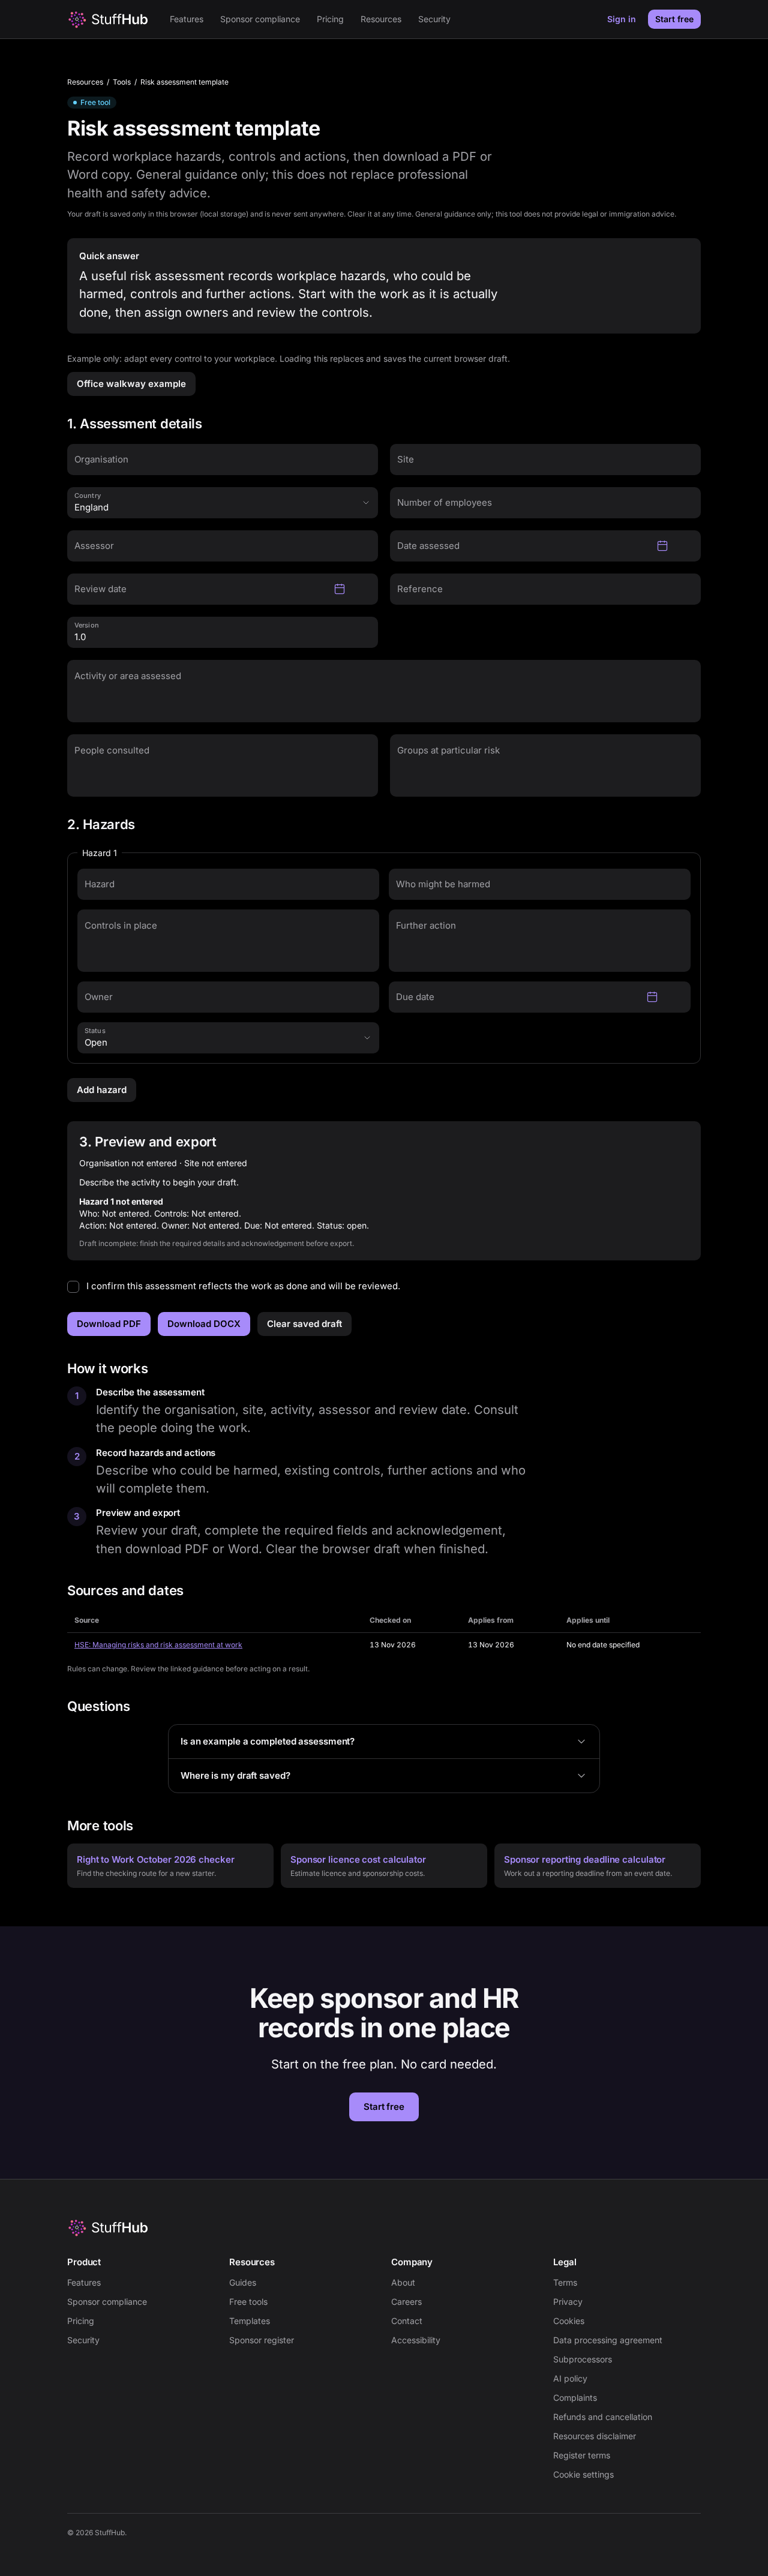 StuffHub
Features
Sponsor compliance
Pricing
Resources
Security
Sign in
Start free
Resources / Tools / Risk assessment template
Free tool
Risk assessment template
Record workplace hazards, controls and actions, then download a PDF or
Word copy. General guidance only; this does not replace professional
health and safety advice.
Your draft is saved only in this browser (local storage) and is never sent anywhere. Clear it at any time. General guidance only; this tool does not provide legal or immigration advice.
Quick answer
A useful risk assessment records workplace hazards, who could be
harmed, controls and further actions. Start with the work as it is actually
done, then assign owners and review the controls.
Example only: adapt every control to your workplace. Loading this replaces and saves the current browser draft.
Office walkway example
1. Assessment details
Organisation
Site
Country
England
Number of employees
Assessor
Date assessed
Review date
Reference
Version
1.0
Activity or area assessed
People consulted
Groups at particular risk
2. Hazards
Hazard 1
Hazard
Who might be harmed
Controls in place
Further action
Owner
Due date
Status
Open
Add hazard
3. Preview and export
Organisation not entered · Site not entered
Describe the activity to begin your draft.
Hazard 1 not entered
Who: Not entered. Controls: Not entered.
Action: Not entered. Owner: Not entered. Due: Not entered. Status: open.
Draft incomplete: finish the required details and acknowledgement before export.
I confirm this assessment reflects the work as done and will be reviewed.
Download PDF
Download DOCX
Clear saved draft
How it works
1
Describe the assessment
Identify the organisation, site, activity, assessor and review date. Consult
the people doing the work.
2
Record hazards and actions
Describe who could be harmed, existing controls, further actions and who
will complete them.
3
Preview and export
Review your draft, complete the required fields and acknowledgement,
then download PDF or Word. Clear the browser draft when finished.
Sources and dates
Source
Checked on
Applies from
Applies until
HSE: Managing risks and risk assessment at work
13 Nov 2026
13 Nov 2026
No end date specified
Rules can change. Review the linked guidance before acting on a result.
Questions
Is an example a completed assessment?
Where is my draft saved?
More tools
Right to Work October 2026 checker
Find the checking route for a new starter.
Sponsor licence cost calculator
Estimate licence and sponsorship costs.
Sponsor reporting deadline calculator
Work out a reporting deadline from an event date.
Keep sponsor and HR
records in one place
Start on the free plan. No card needed.
Start free
StuffHub
Product
Features
Sponsor compliance
Pricing
Security
Resources
Guides
Free tools
Templates
Sponsor register
Company
About
Careers
Contact
Accessibility
Legal
Terms
Privacy
Cookies
Data processing agreement
Subprocessors
AI policy
Complaints
Refunds and cancellation
Resources disclaimer
Register terms
Cookie settings
© 2026 StuffHub.